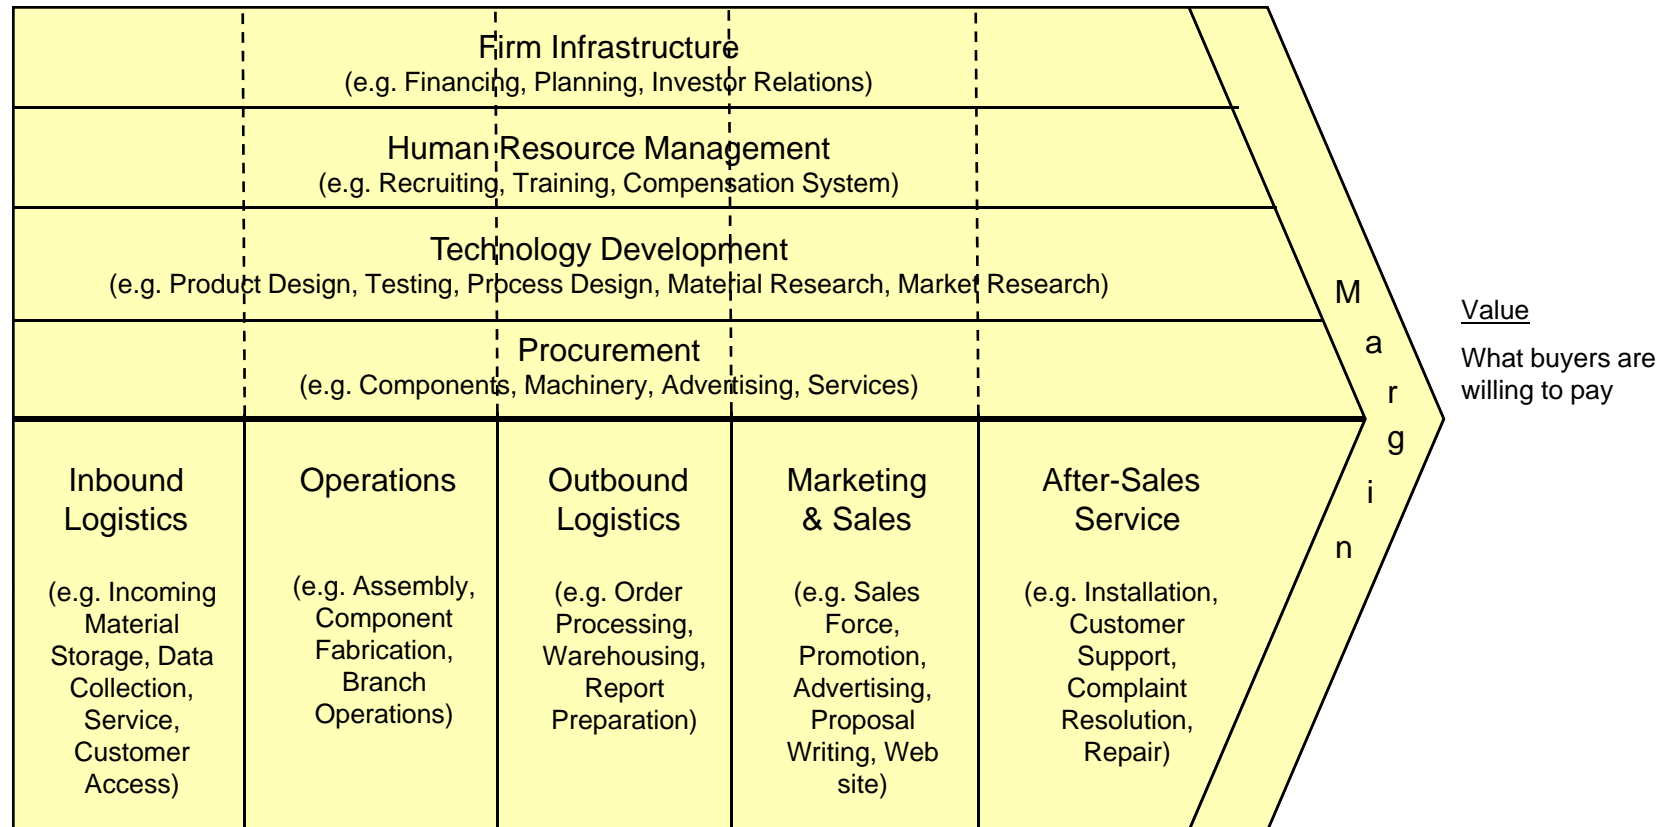 Firm Infrastructure
(e.g. Financing, Planning, Investor Relations)
Human Resource Management
(e.g. Recruiting, Training, Compensation System)
Technology Development
(e.g. Product Design, Testing, Process Design, Material Research, Market Research)
Procurement
(e.g. Components, Machinery, Advertising, Services)
Inbound
Logistics
(e.g. Incoming
Material
Storage, Data
Collection,
Service,
Customer
Access)
Operations
(e.g. Assembly,
Component
Fabrication,
Branch
Operations)
Outbound
Logistics
(e.g. Order
Processing,
Warehousing,
Report
Preparation)
Marketing
& Sales
(e.g. Sales
Force,
Promotion,
Advertising,
Proposal
Writing, Web
site)
After-Sales
Service
(e.g. Installation,
Customer
Support,
Complaint
Resolution,
Repair)
Margin
Value
What buyers are
willing to pay